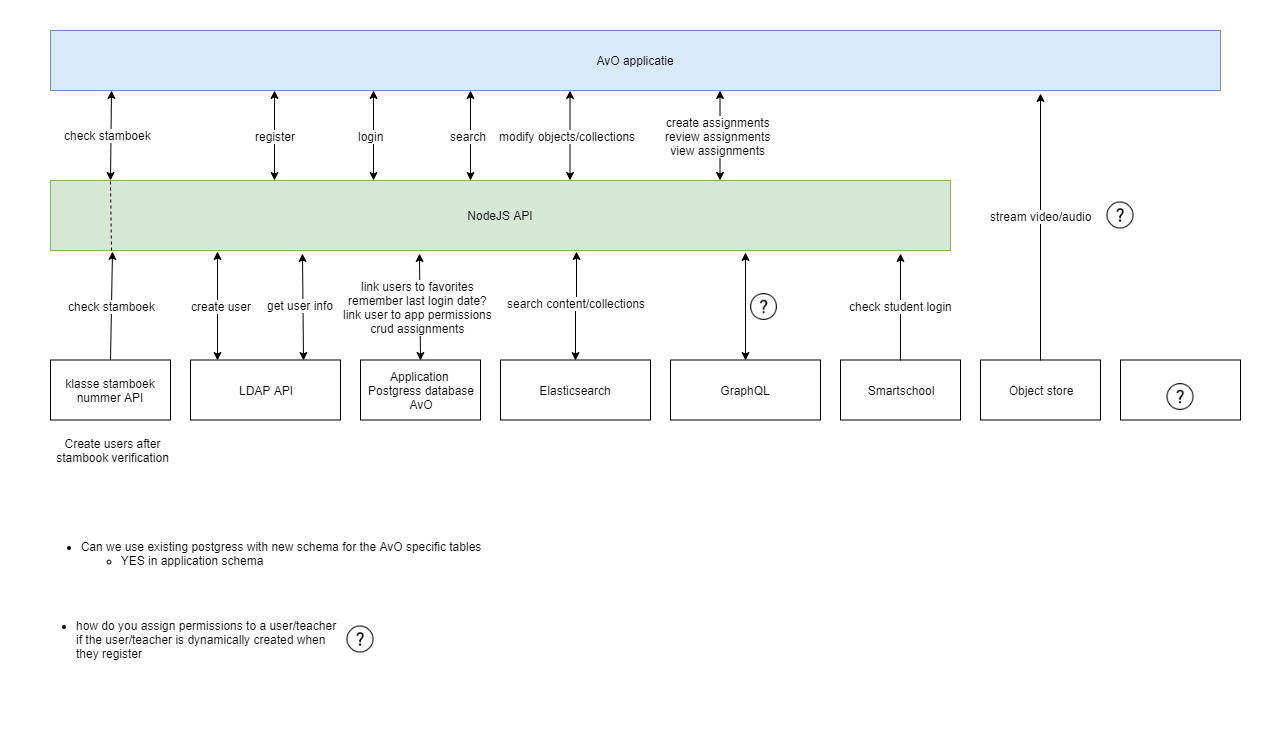 AvO applicatie
check stamboek
register
login
search
modify objects/collections
create assignments
review assignments
view assignments
NodeJS API
stream video/audio
?
check stamboek
create user
get user info
link users to favorites
remember last login date?
link user to app permissions
crud assignments
search content/collections
?
check student login
klasse stamboek
nummer API
LDAP API
Application
Postgress database
AvO
Elasticsearch
GraphQL
Smartschool
Object store
?
Create users after
stambook verification
• Can we use existing postgress with new schema for the AvO specific tables
○ YES in application schema
• how do you assign permissions to a user/teacher
if the user/teacher is dynamically created when
they register
?